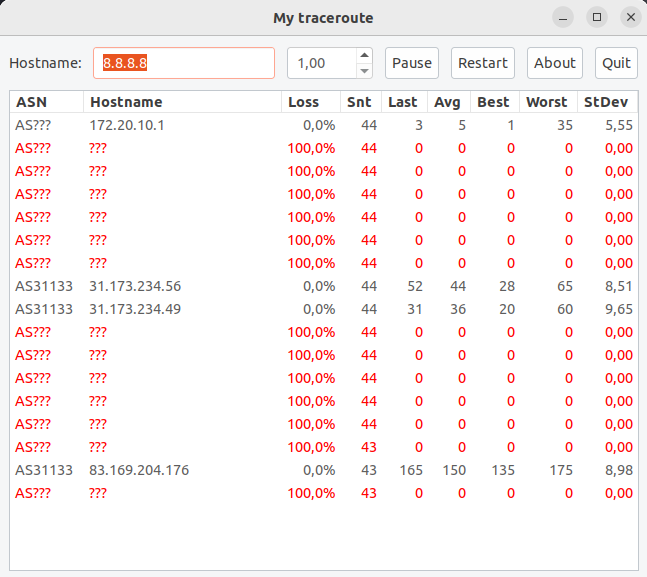 My traceroute
Hostname: 8.8.8.8 1,00 Pause Restart About Quit
ASN Hostname Loss Snt Last Avg Best Worst StDev
AS??? 172.20.10.1 0,0% 44 3 5 1 35 5,55
AS??? ??? 100,0% 44 0 0 0 0 0,00
AS??? ??? 100,0% 44 0 0 0 0 0,00
AS??? ??? 100,0% 44 0 0 0 0 0,00
AS??? ??? 100,0% 44 0 0 0 0 0,00
AS??? ??? 100,0% 44 0 0 0 0 0,00
AS??? ??? 100,0% 44 0 0 0 0 0,00
AS31133 31.173.234.56 0,0% 44 52 44 28 65 8,51
AS31133 31.173.234.49 0,0% 44 31 36 20 60 9,65
AS??? ??? 100,0% 44 0 0 0 0 0,00
AS??? ??? 100,0% 44 0 0 0 0 0,00
AS??? ??? 100,0% 44 0 0 0 0 0,00
AS??? ??? 100,0% 44 0 0 0 0 0,00
AS??? ??? 100,0% 44 0 0 0 0 0,00
AS??? ??? 100,0% 43 0 0 0 0 0,00
AS31133 83.169.204.176 0,0% 43 165 150 135 175 8,98
AS??? ??? 100,0% 43 0 0 0 0 0,00